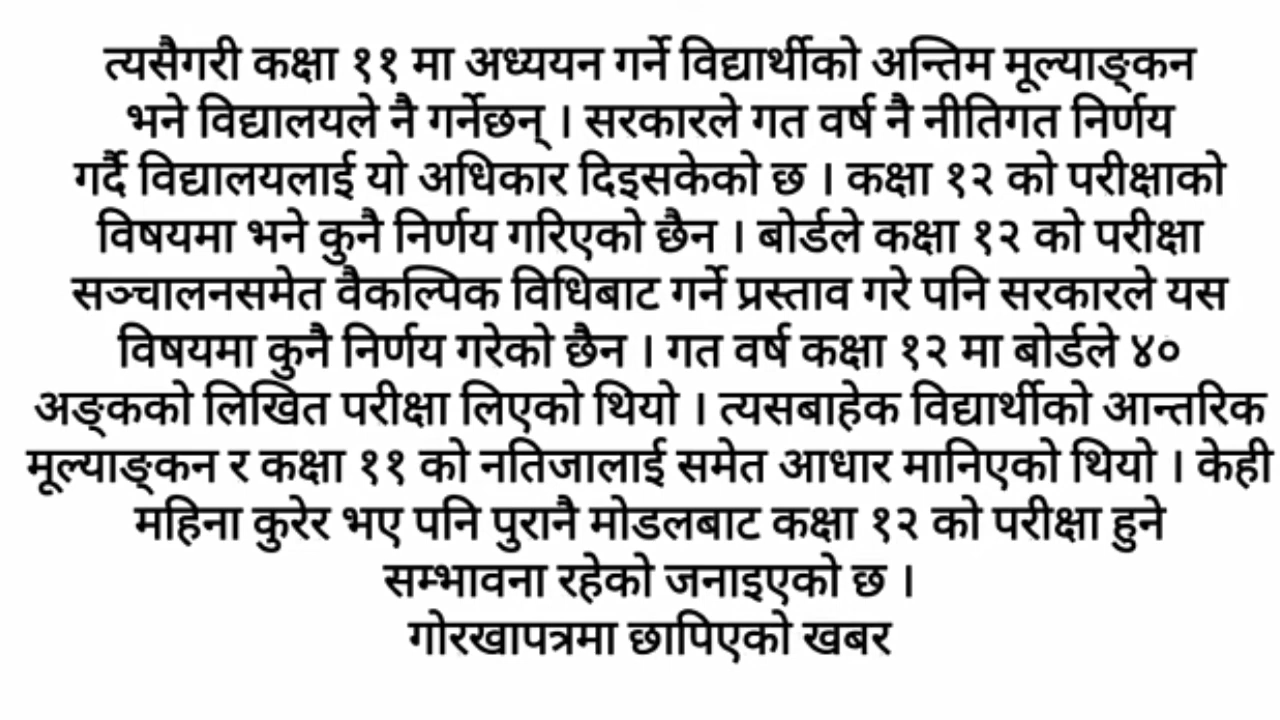 त्यसैगरी कक्षा ११ मा अध्ययन गर्ने विद्यार्थीको अन्तिम मूल्याङ्कन
भने विद्यालयले नै गर्नेछन् । सरकारले गत वर्ष नै नीतिगत निर्णय
गर्दै विद्यालयलाई यो अधिकार दिइसकेको छ । कक्षा १२ को परीक्षाको
विषयमा भने कुनै निर्णय गरिएको छैन । बोर्डले कक्षा १२ को परीक्षा
सञ्चालनसमेत वैकल्पिक विधिबाट गर्ने प्रस्ताव गरे पनि सरकारले यस
विषयमा कुनै निर्णय गरेको छैन । गत वर्ष कक्षा १२ मा बोर्डले ४०
अङ्कको लिखित परीक्षा लिएको थियो । त्यसबाहेक विद्यार्थीको आन्तरिक
मूल्याङ्कन र कक्षा ११ को नतिजालाई समेत आधार मानिएको थियो । केही
महिना कुरेर भए पनि पुरानै मोडलबाट कक्षा १२ को परीक्षा हुने
सम्भावना रहेको जनाइएको छ ।
गोरखापत्रमा छापिएको खबर